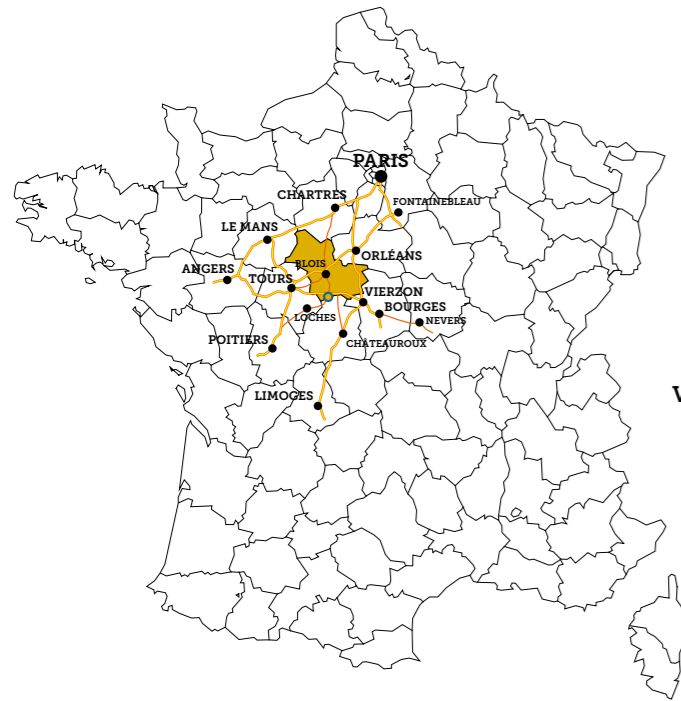 PARIS
CHARTRES
FONTAINEBLEAU
LE MANS
ORLÉANS
BLOIS
ANGERS
TOURS
VIERZON
BOURGES
LOCHES
NEVERS
POITIERS
CHÂTEAUROUX
LIMOGES
V